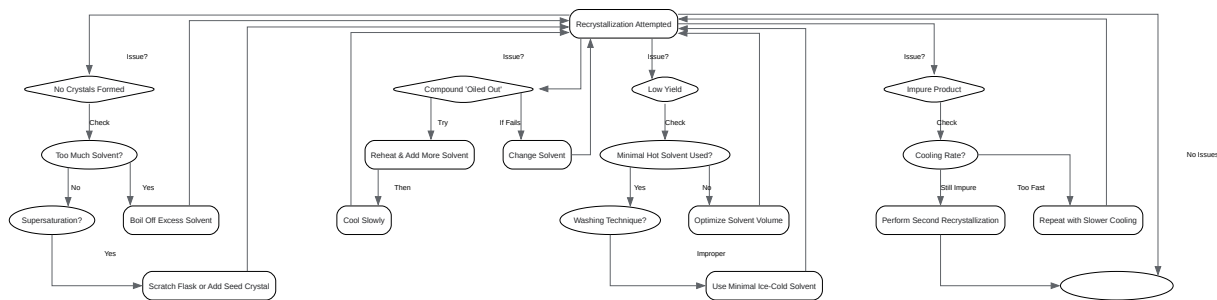 Recrystallization Attempted
Issue?
Issue?
Issue?
Issue?
No Crystals Formed
Compound 'Oiled Out'
Low Yield
Impure Product
Check
Try
If Fails
Check
Check
Too Much Solvent?
Reheat & Add More Solvent
Change Solvent
Minimal Hot Solvent Used?
Cooling Rate?
No Issues
No
Yes
Then
Yes
No
Still Impure
Too Fast
Supersaturation?
Boil Off Excess Solvent
Cool Slowly
Washing Technique?
Optimize Solvent Volume
Perform Second Recrystallization
Repeat with Slower Cooling
Yes
Improper
Scratch Flask or Add Seed Crystal
Use Minimal Ice-Cold Solvent